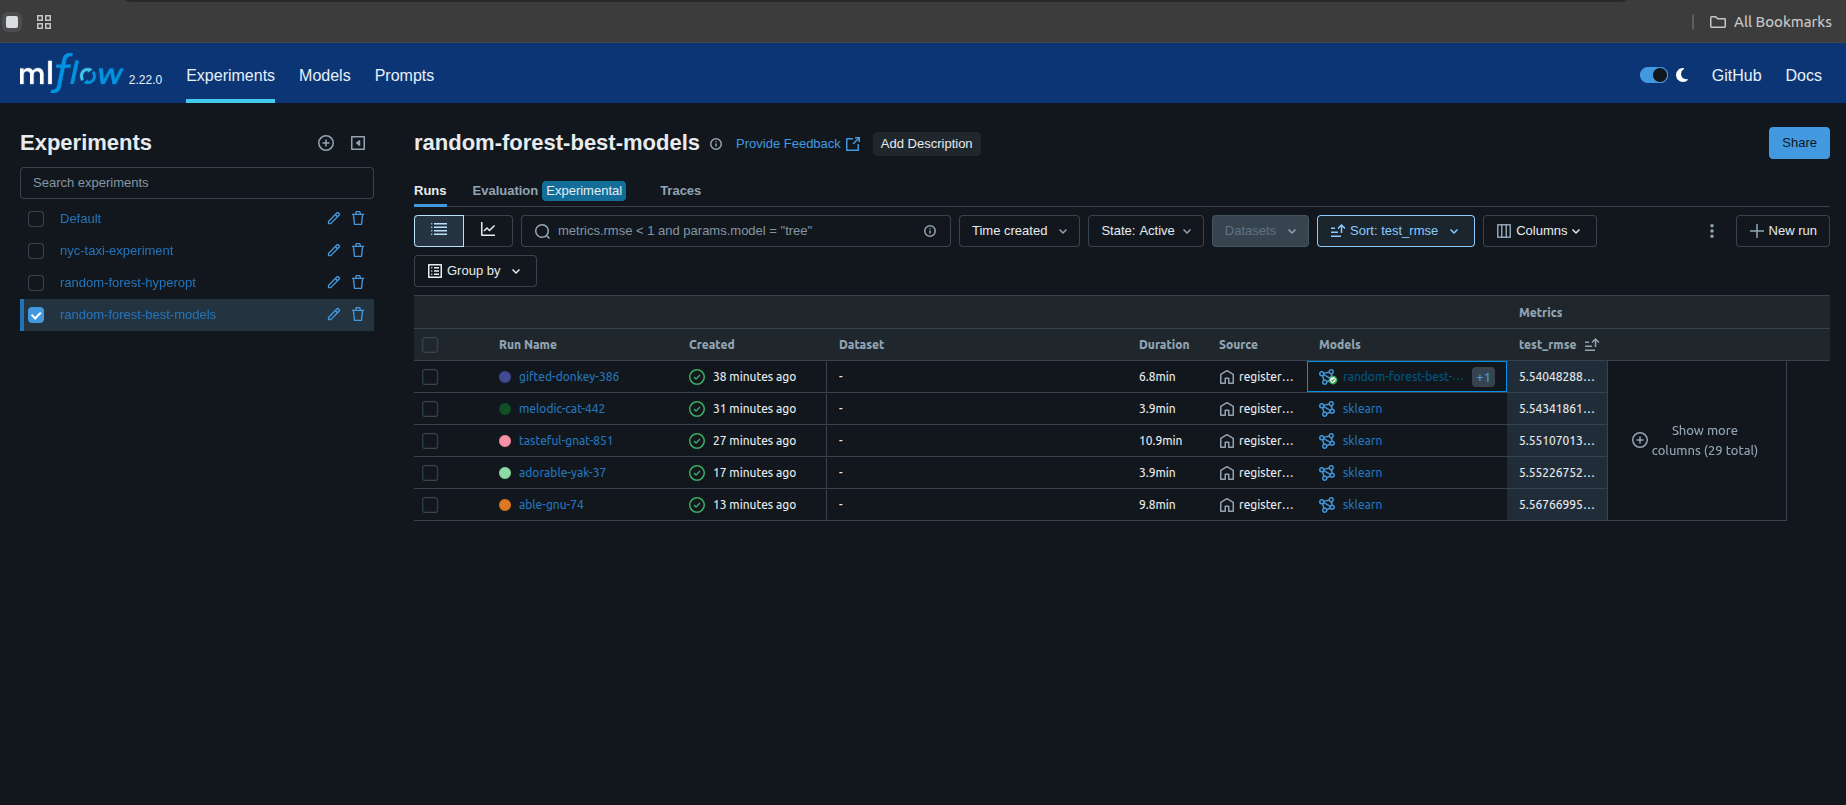 All Bookmarks
mlflow 2.22.0 Experiments Models Prompts GitHub Docs
Experiments
Search experiments
Default
nyc-taxi-experiment
random-forest-hyperopt
random-forest-best-models
random-forest-best-models Provide Feedback Add Description Share
Runs Evaluation Experimental Traces
metrics.rmse < 1 and params.model = "tree" Time created State: Active Datasets Sort: test_rmse Columns New run
Group by
Metrics
Run Name Created Dataset Duration Source Models test_rmse
gifted-donkey-386 38 minutes ago - 6.8min register... random-forest-best-... +1 5.54048288...
melodic-cat-442 31 minutes ago - 3.9min register... sklearn 5.54341861...
tasteful-gnat-851 27 minutes ago - 10.9min register... sklearn 5.55107013...
adorable-yak-37 17 minutes ago - 3.9min register... sklearn 5.55226752...
able-gnu-74 13 minutes ago - 9.8min register... sklearn 5.56766995...
Show more
columns (29 total)